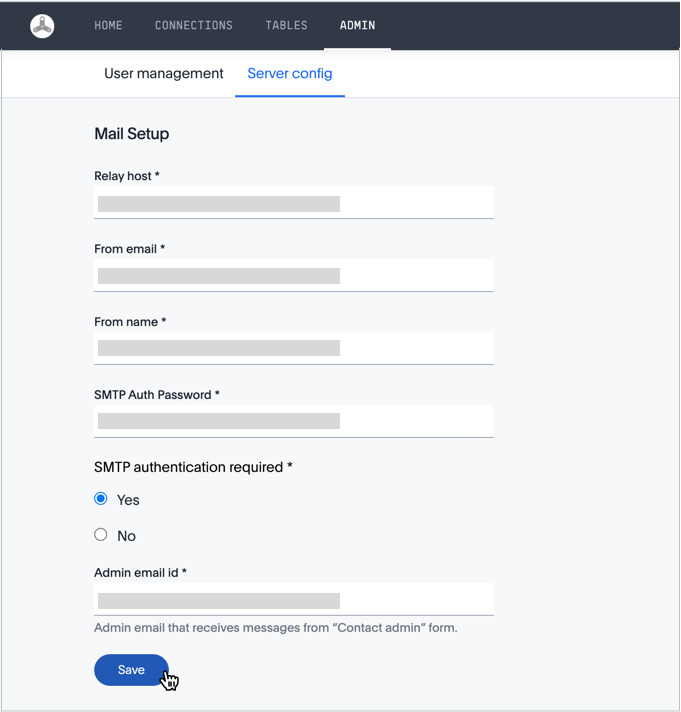 HOME CONNECTIONS TABLES ADMIN
User management Server config
Mail Setup
Relay host *
From email *
From name *
SMTP Auth Password *
SMTP authentication required *
Yes
No
Admin email id *
Admin email that receives messages from “Contact admin” form.
Save